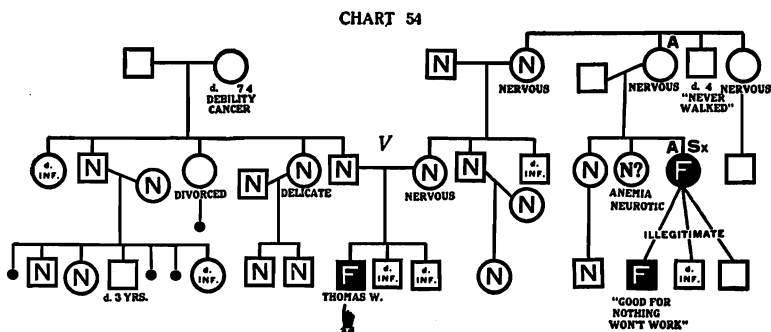 CHART 54
A
N
N
d. 74
DEBILITY
CANCER
NERVOUS
NERVOUS
d. 4
"NEVER
WALKED"
NERVOUS
V
A
Sx
d.
INF.
N
N
DIVORCED
N
N
DELICATE
N
N
NERVOUS
N
N
d.
INF.
N
N?
ANEMIA
NEUROTIC
F
ILLEGITIMATE
N
N
d. 3 YRS.
d.
INF.
N
N
F
THOMAS W.
d.
INF.
d.
INF.
N
N
F
"GOOD FOR
NOTHING
WON'T WORK"
d.
INF.